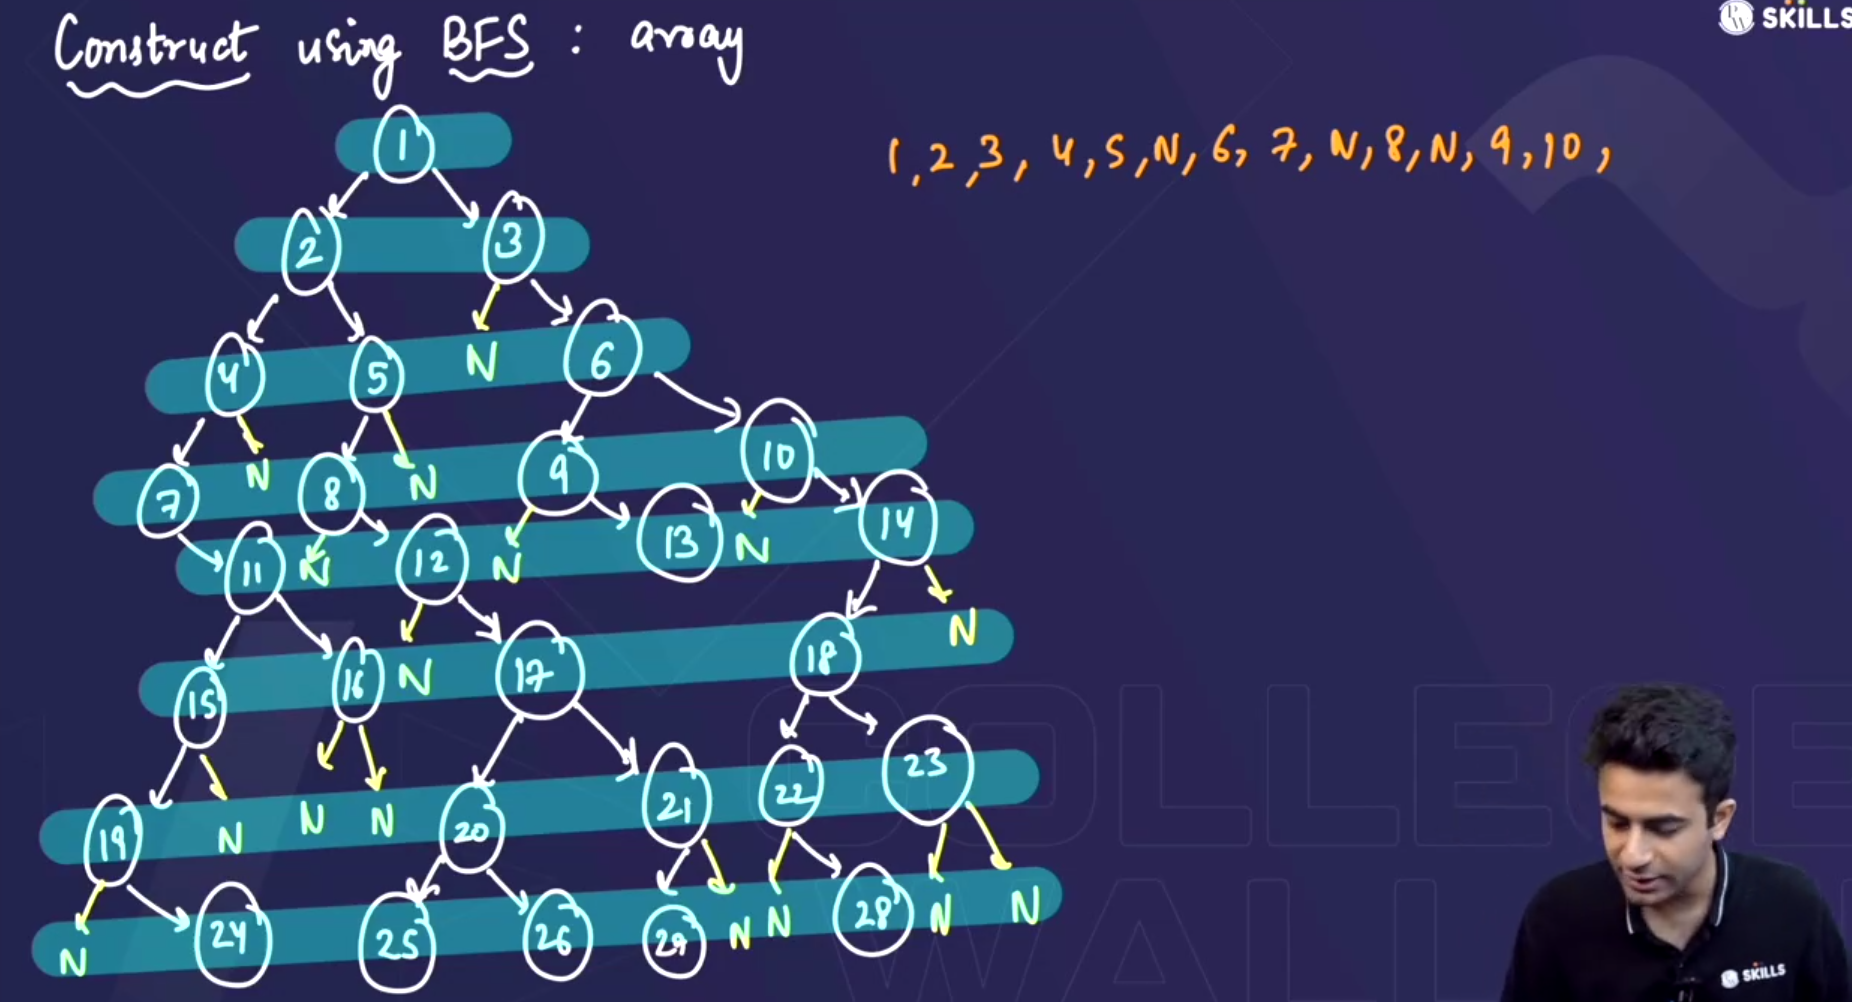 Construct using BFS : array
SKILLS
1, 2, 3, 4, 5, N, 6, 7, N, 8, N, 9, 10,
1
2 3
4 5 N 6
7 N 8 N 9 10
11 N 12 N 13 N 14
15 16 N 17 18 N
19 N N N 20 21 22 23
N 24 25 26 29 N N 28 N N
COLLEGE
WALL
SKILLS